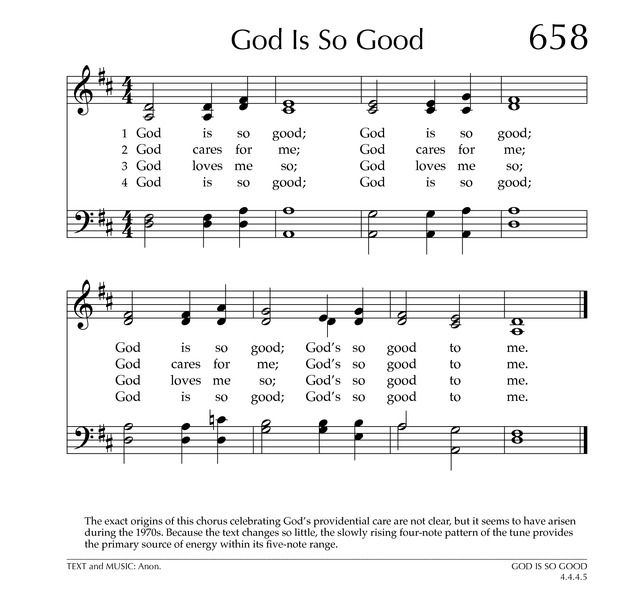 God Is So Good 658
1 God is so good; God is so good;
2 God cares for me; God cares for me;
3 God loves me so; God loves me so;
4 God is so good; God is so good;
God is so good; God's so good to me.
God cares for me; God's so good to me.
God loves me so; God's so good to me.
God is so good; God's so good to me.
The exact origins of this chorus celebrating God's providential care are not clear, but it seems to have arisen
during the 1970s. Because the text changes so little, the slowly rising four-note pattern of the tune provides
the primary source of energy within its five-note range.
TEXT and MUSIC: Anon. GOD IS SO GOOD
4.4.4.5